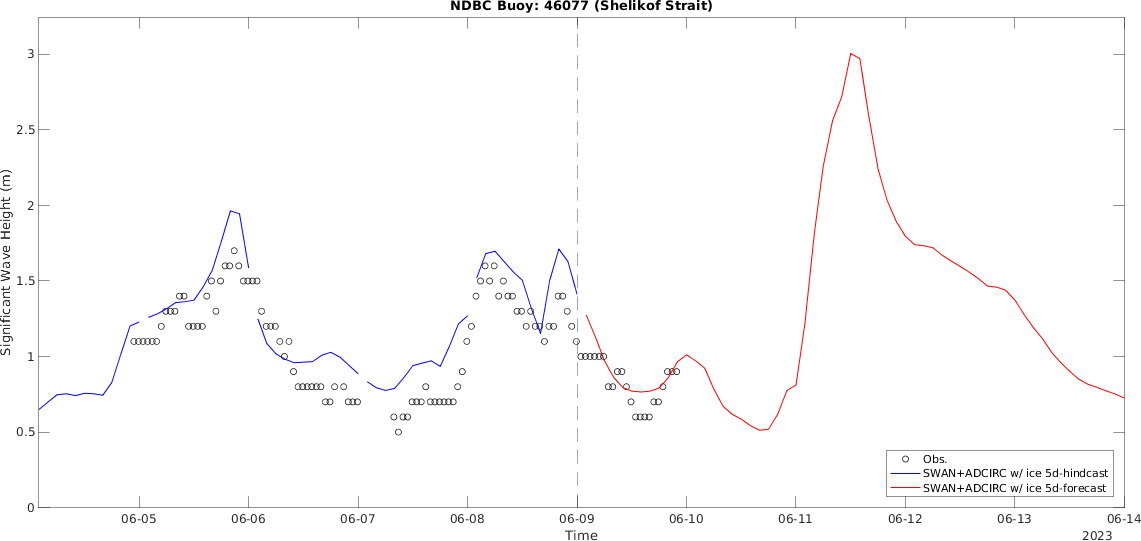 NDBC Buoy: 46077 (Shelikof Strait)
Significant Wave Height (m)
3
2.5
2
1.5
1
0.5
0
Obs.
SWAN+ADCIRC w/ ice 5d-hindcast
SWAN+ADCIRC w/ ice 5d-forecast
06-05 06-06 06-07 06-08 06-09 06-10 06-11 06-12 06-13 06-14
Time
2023